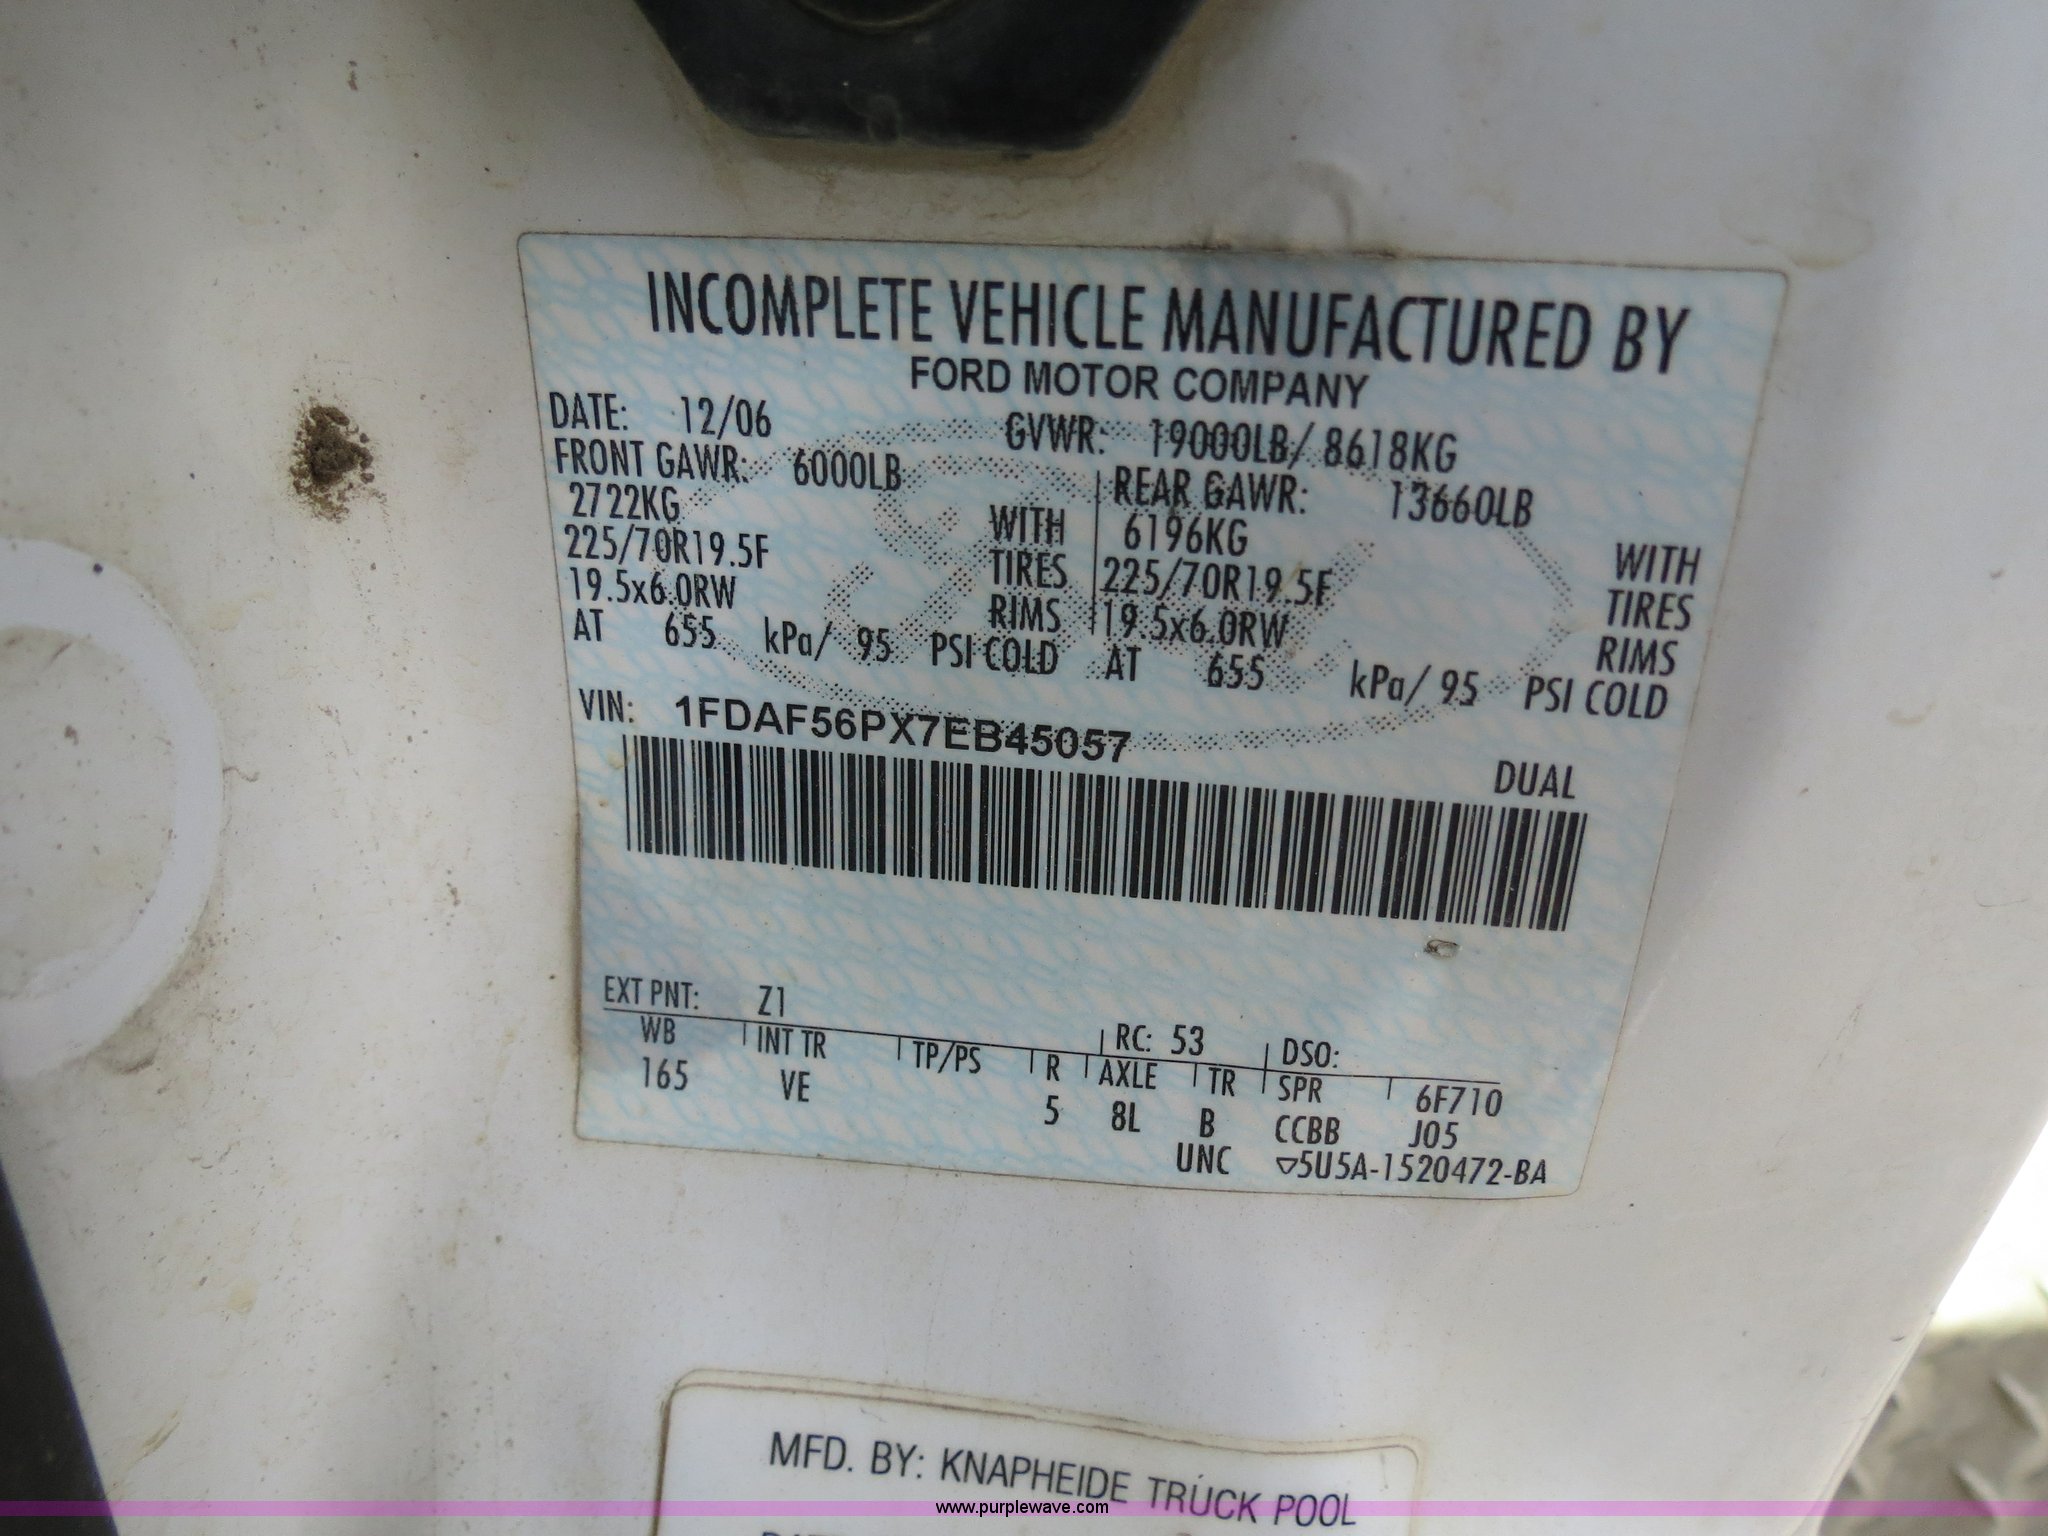 INCOMPLETE VEHICLE MANUFACTURED BY
FORD MOTOR COMPANY
DATE: 12/06 GVWR: 19000LB/ 8618KG
FRONT GAWR: 6000LB REAR GAWR: 13660LB
2722KG WITH 6196KG WITH
225/70R19.5F TIRES 225/70R19.5F TIRES
19.5x6.0RW RIMS 19.5x6.0RW RIMS
AT 655 kPa/ 95 PSI COLD AT 655 kPa/ 95 PSI COLD
VIN: 1FDAF56PX7EB45057
DUAL
EXT PNT: Z1 RC: 53 DSO:
WB INT TR TP/PS R AXLE TR SPR 6F710
165 VE 5 8L B CCBB J05
UNC ▽5U5A-1520472-BA
MFD. BY: KNAPHEIDE TRUCK POOL
www.purplewave.com